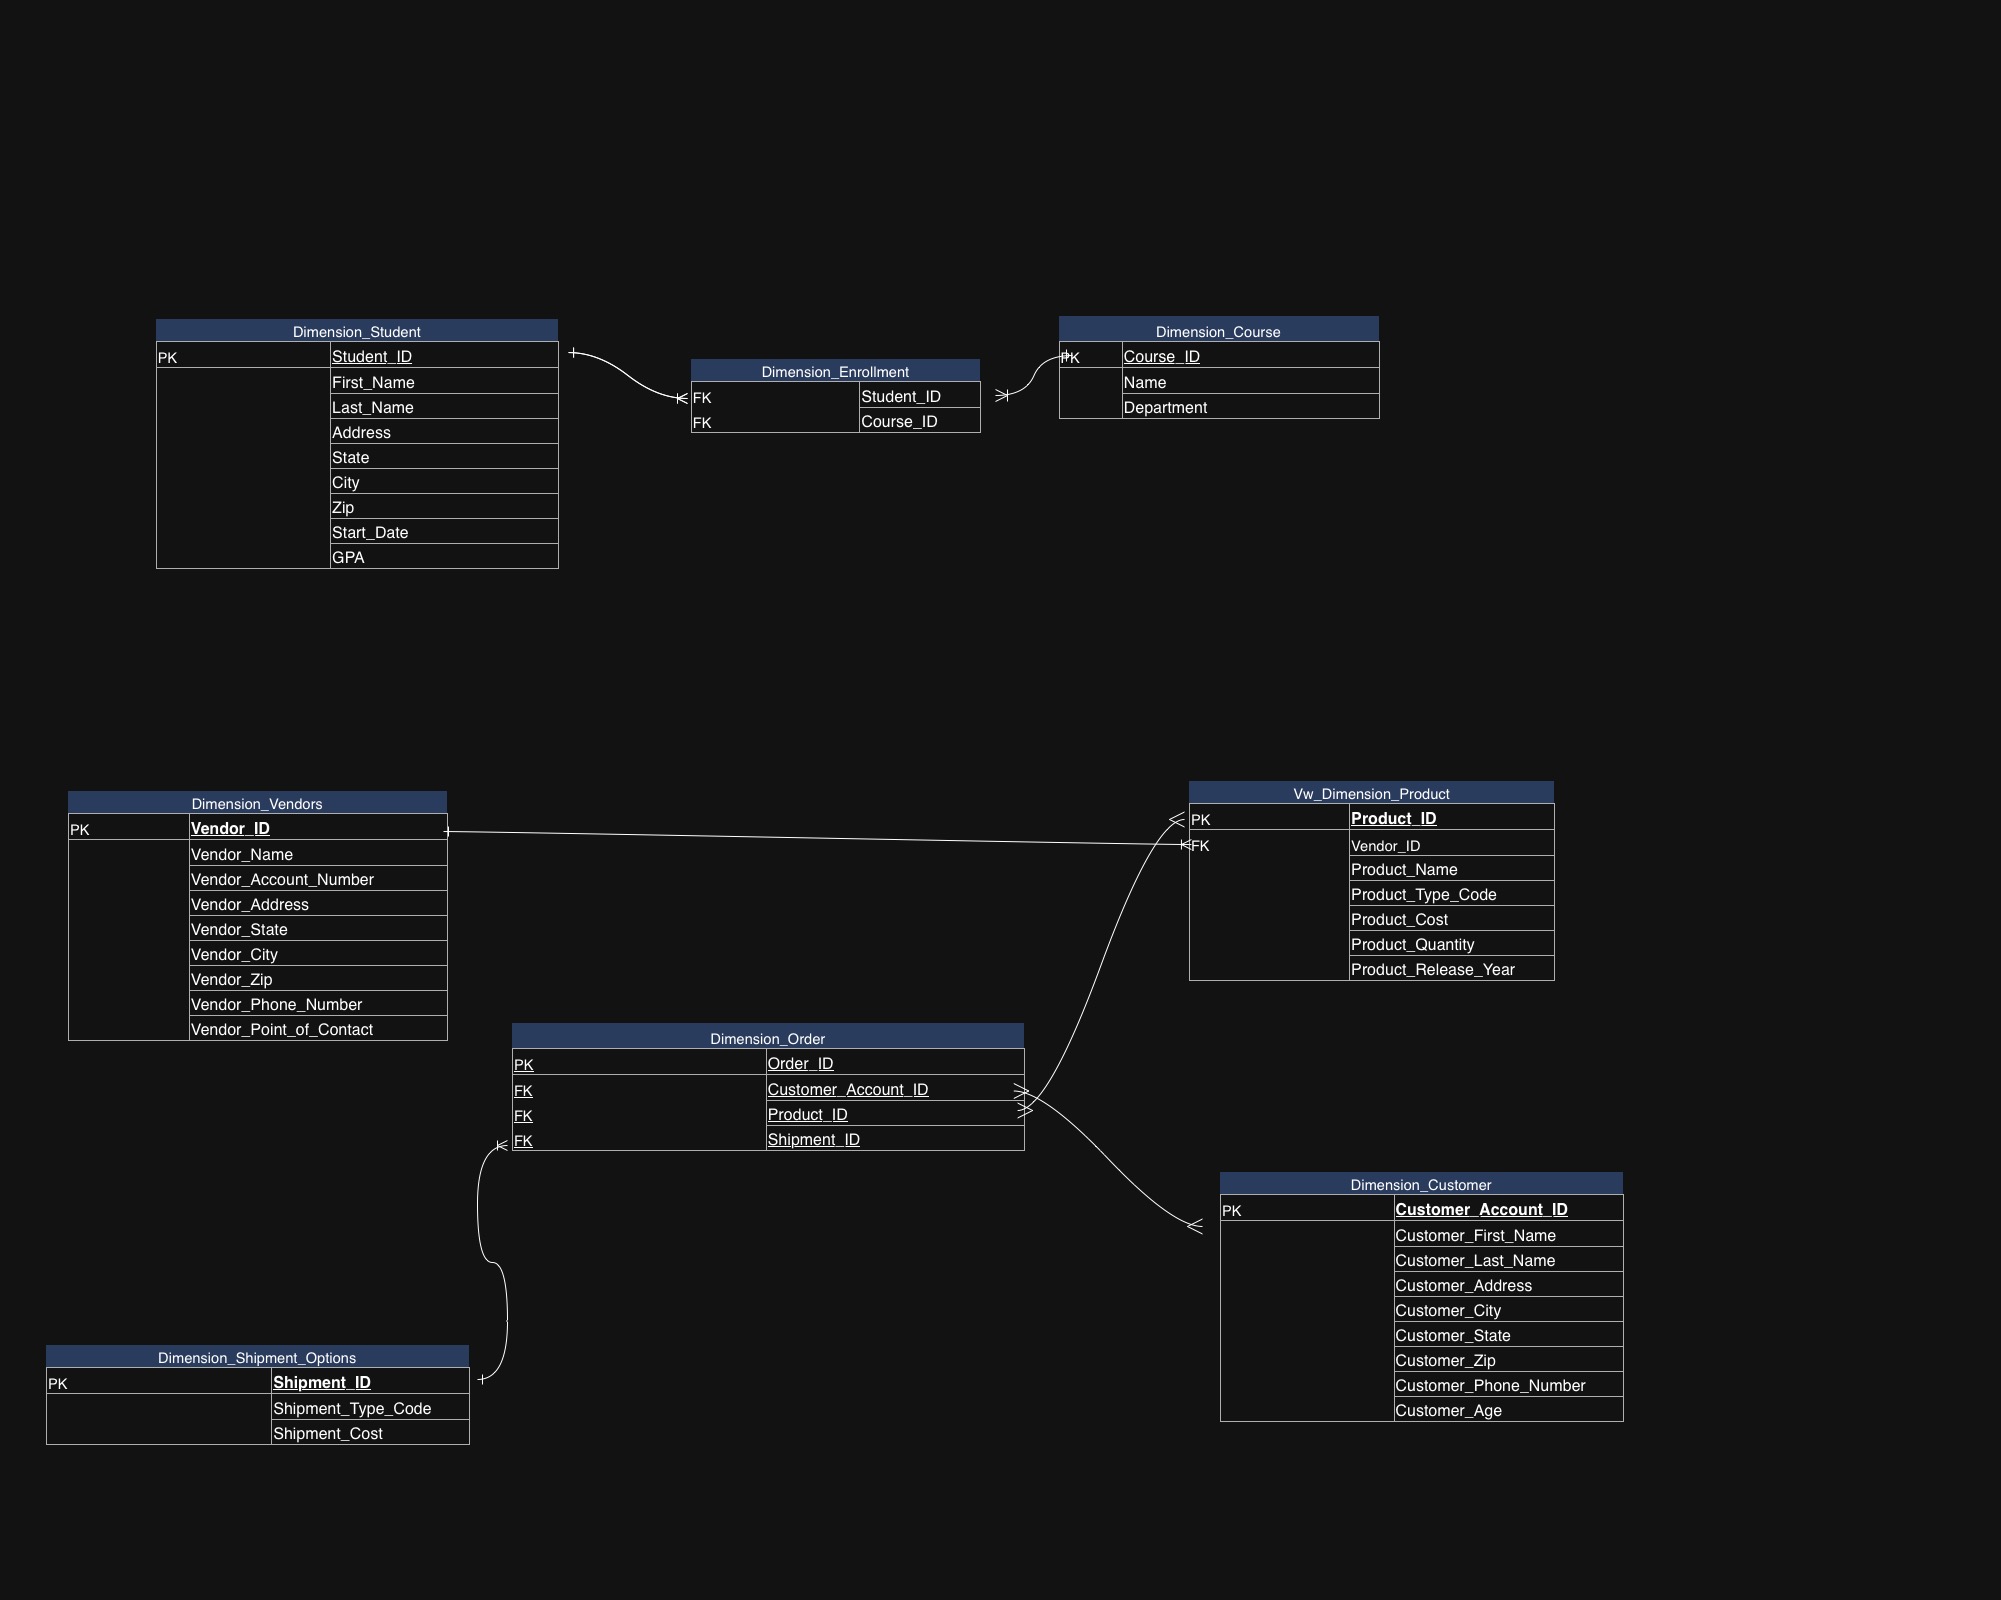 Dimension_Student
PK Student_ID
First_Name
Last_Name
Address
State
City
Zip
Start_Date
GPA
Dimension_Enrollment
FK Student_ID
FK Course_ID
Dimension_Course
PK Course_ID
Name
Department
Dimension_Vendors
PK Vendor_ID
Vendor_Name
Vendor_Account_Number
Vendor_Address
Vendor_State
Vendor_City
Vendor_Zip
Vendor_Phone_Number
Vendor_Point_of_Contact
Vw_Dimension_Product
PK Product_ID
FK Vendor_ID
Product_Name
Product_Type_Code
Product_Cost
Product_Quantity
Product_Release_Year
Dimension_Order
PK Order_ID
FK Customer_Account_ID
FK Product_ID
FK Shipment_ID
Dimension_Customer
PK Customer_Account_ID
Customer_First_Name
Customer_Last_Name
Customer_Address
Customer_City
Customer_State
Customer_Zip
Customer_Phone_Number
Customer_Age
Dimension_Shipment_Options
PK Shipment_ID
Shipment_Type_Code
Shipment_Cost